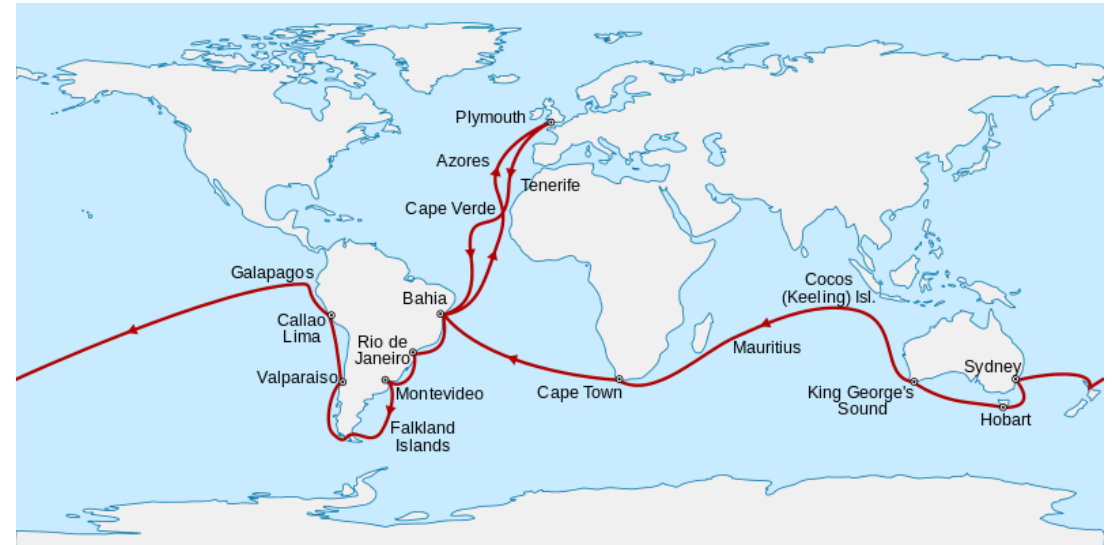 Plymouth
Azores
Tenerife
Cape Verde
Galapagos
Cocos
(Keeling) Isl.
Bahia
Callao
Lima
Rio de
Janeiro
Mauritius
Valparaiso
Sydney
Montevideo
Cape Town
King George's
Sound
Hobart
Falkland
Islands